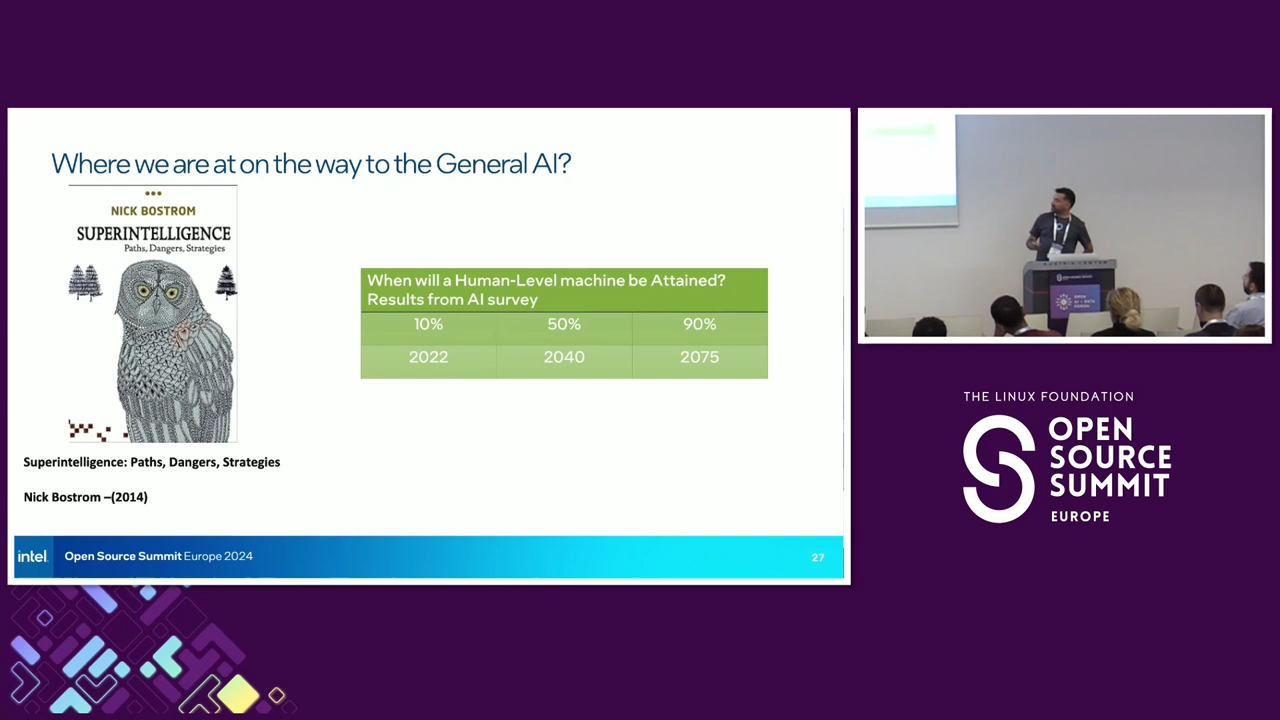 Where we are at on the way to the General AI?
NICK BOSTROM
SUPERINTELLIGENCE
Paths, Dangers, Strategies
When will a Human-Level machine be Attained?
Results from AI survey
10% 50% 90%
2022 2040 2075
Superintelligence: Paths, Dangers, Strategies
Nick Bostrom –(2014)
intel. Open Source Summit Europe 2024 27
AUSTRIA CENTER
THE LINUX FOUNDATION
OPEN
SOURCE
SUMMIT
EUROPE